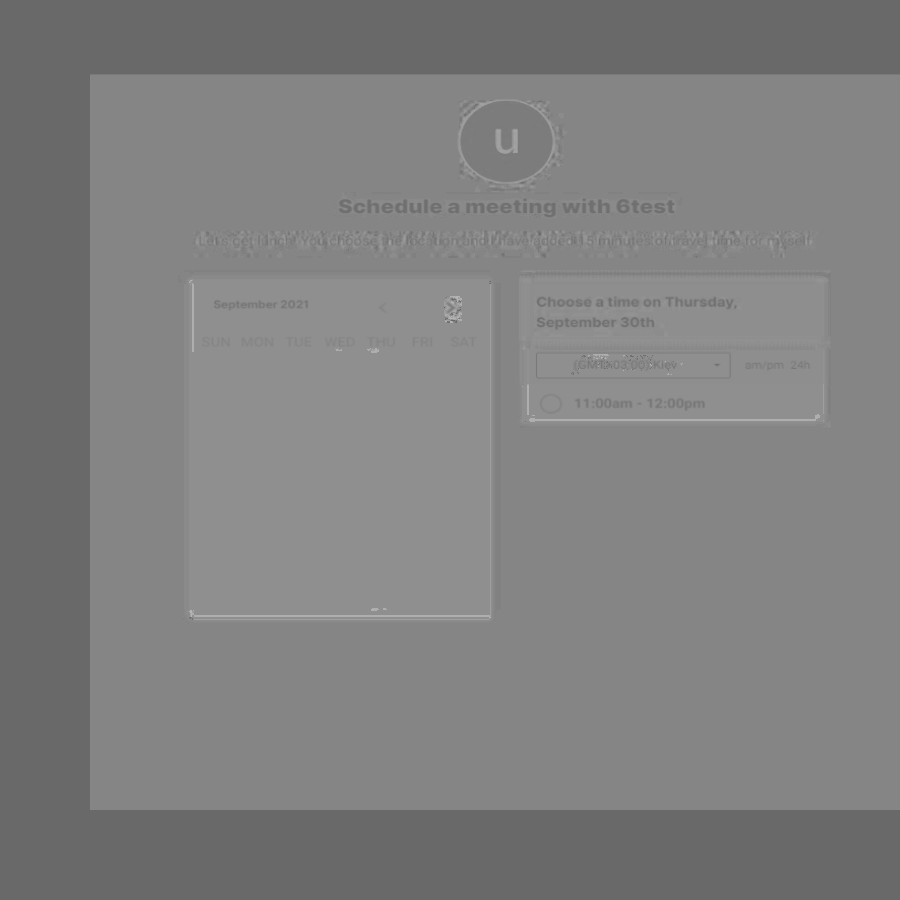 u
Schedule a meeting with 6test
Let's get lunch! You choose the location and I have added 15 minutes of travel time for myself
September 2021 <
SUN MON TUE WED THU FRI SAT
Choose a time on Thursday,
September 30th
(GMT+03:00) Kiev am/pm 24h
11:00am - 12:00pm